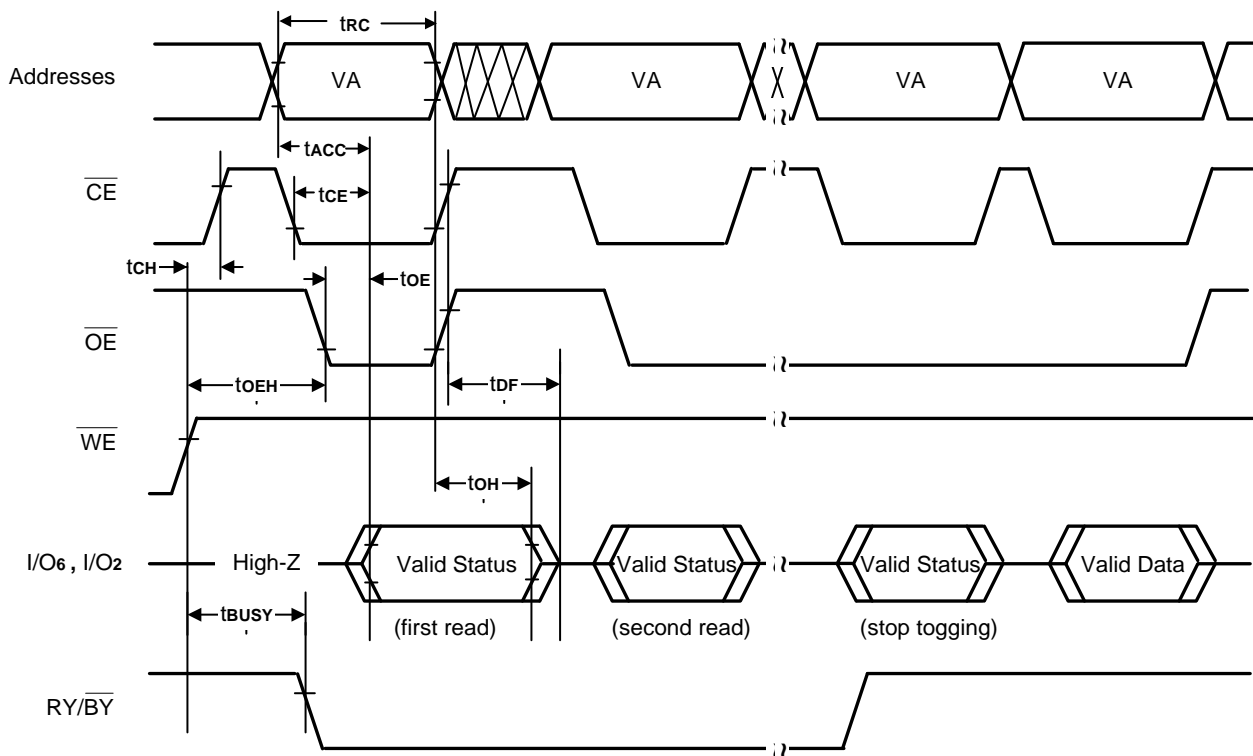 tRC
Addresses
VA
VA
X
VA
VA
tACC
CE
tCE
tCH
tOE
OE
tOEH
tDF
WE
tOH
I/O6 , I/O2
High-Z
Valid Status
Valid Status
Valid Status
Valid Data
tBUSY
(first read)
(second read)
(stop togging)
RY/BY